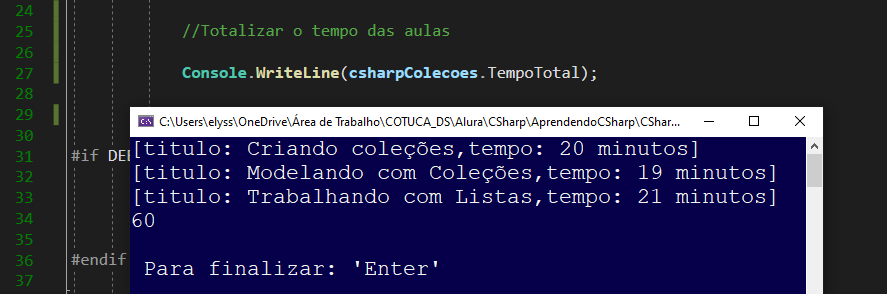 24
25 //Totalizar o tempo das aulas
26
27 Console.WriteLine(csharpColecoes.TempoTotal);
28
29
30
31 #if DE
32
33
34
35
36 #endif
37
C:\Users\elyss\OneDrive\Área de Trabalho\COTUCA_DS\Alura\CSharp\AprendendoCSharp\CShar...
[titulo: Criando coleções,tempo: 20 minutos]
[titulo: Modelando com Coleções,tempo: 19 minutos]
[titulo: Trabalhando com Listas,tempo: 21 minutos]
60
Para finalizar: 'Enter'